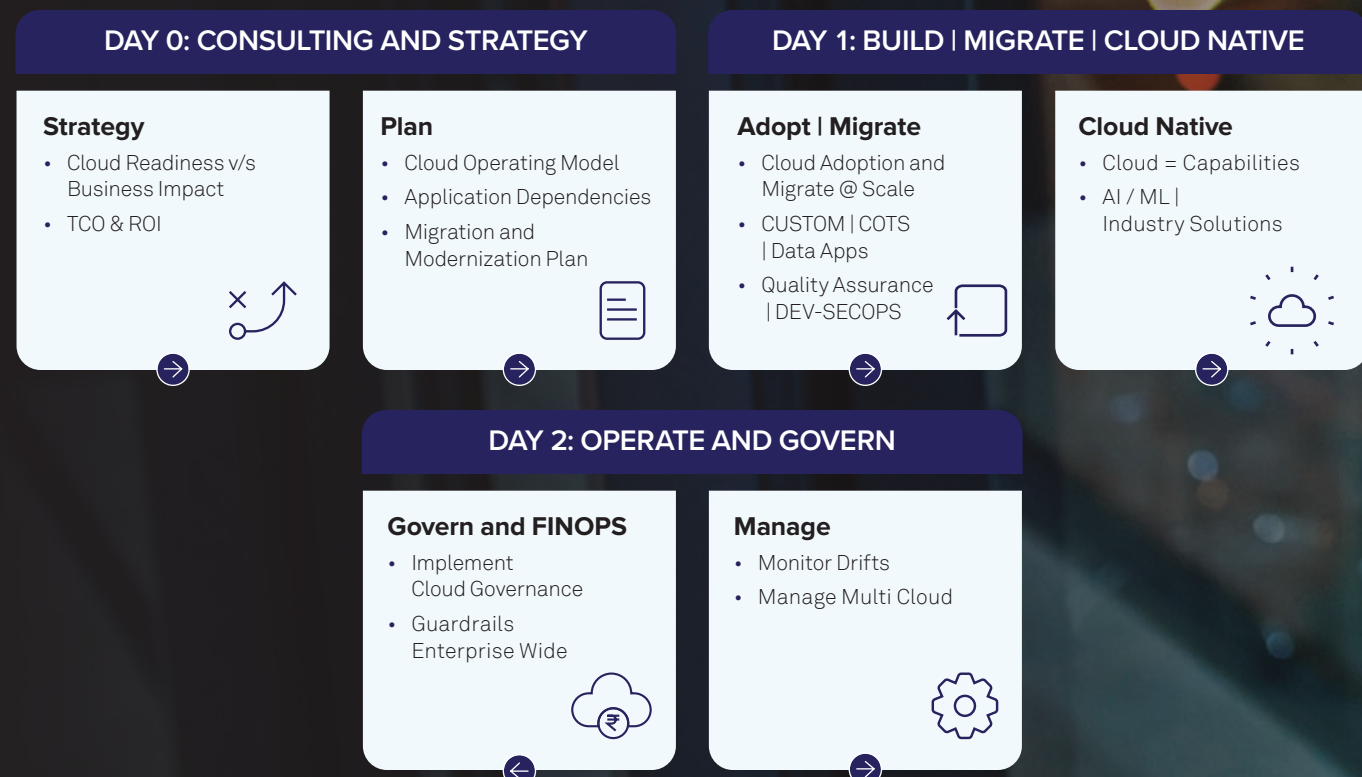 DAY 0: CONSULTING AND STRATEGY
DAY 1: BUILD | MIGRATE | CLOUD NATIVE
Strategy
• Cloud Readiness v/s
Business Impact
• TCO & ROI
Plan
• Cloud Operating Model
• Application Dependencies
• Migration and
Modernization Plan
Adopt | Migrate
• Cloud Adoption and
Migrate @ Scale
• CUSTOM | COTS
| Data Apps
• Quality Assurance
| DEV-SECOPS
Cloud Native
• Cloud = Capabilities
• AI / ML |
Industry Solutions
DAY 2: OPERATE AND GOVERN
Govern and FINOPS
• Implement
Cloud Governance
• Guardrails
Enterprise Wide
₹
Manage
• Monitor Drifts
• Manage Multi Cloud